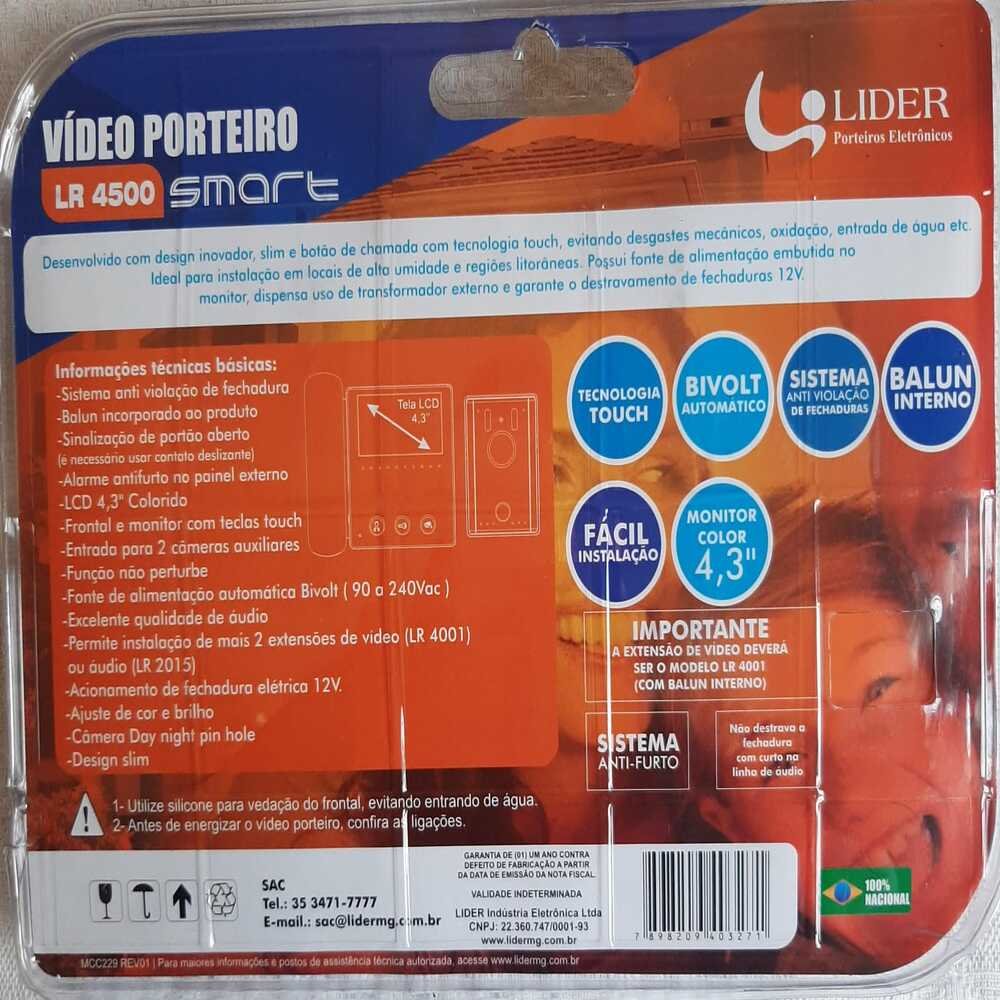 VÍDEO PORTEIRO
LR 4500 smart
LIDER
Porteiros Eletrônicos
Desenvolvido com design inovador, slim e botão de chamada com tecnologia touch, evitando desgastes mecânicos, oxidação, entrada de água etc.
Ideal para instalação em locais de alta umidade e regiões litorâneas. Possui fonte de alimentação embutida no
monitor, dispensa uso de transformador externo e garante o destravamento de fechaduras 12V.
Informações técnicas básicas:
-Sistema anti violação de fechadura
-Balun incorporado ao produto
-Sinalização de portão aberto
(é necessário usar contato deslizante)
-Alarme antifurto no painel externo
-LCD 4,3" Colorido
-Frontal e monitor com teclas touch
-Entrada para 2 câmeras auxiliares
-Função não perturbe
-Fonte de alimentação automática Bivolt ( 90 a 240Vac )
-Excelente qualidade de áudio
-Permite instalação de mais 2 extensões de vídeo (LR 4001)
ou áudio (LR 2015)
-Acionamento de fechadura elétrica 12V.
-Ajuste de cor e brilho
-Câmera Day night pin hole
-Design slim
Tela LCD
4,3"
TECNOLOGIA
TOUCH
BIVOLT
AUTOMÁTICO
SISTEMA
ANTI VIOLAÇÃO
DE FECHADURAS
BALUN
INTERNO
FÁCIL
INSTALAÇÃO
MONITOR
COLOR
4,3"
IMPORTANTE
A EXTENSÃO DE VÍDEO DEVERÁ
SER O MODELO LR 4001
(COM BALUN INTERNO)
SISTEMA
ANTI-FURTO
Não destrava a
fechadura
com curto na
linha de áudio
1- Utilize silicone para vedação do frontal, evitando entrando de água.
2- Antes de energizar o vídeo porteiro, confira as ligações.
SAC
Tel.: 35 3471-7777
E-mail.: sac@lidermg.com.br
GARANTIA DE (01) UM ANO CONTRA
DEFEITO DE FABRICAÇÃO A PARTIR
DA DATA DE EMISSÃO DA NOTA FISCAL.
VALIDADE INDETERMINADA
LIDER Indústria Eletrônica Ltda
CNPJ: 22.360.747/0001-93
www.lidermg.com.br
7 898209 403271
100%
NACIONAL
MCC229 REV01 | Para maiores informações e postos de assistência técnica autorizada, acesse www.lidermg.com.br